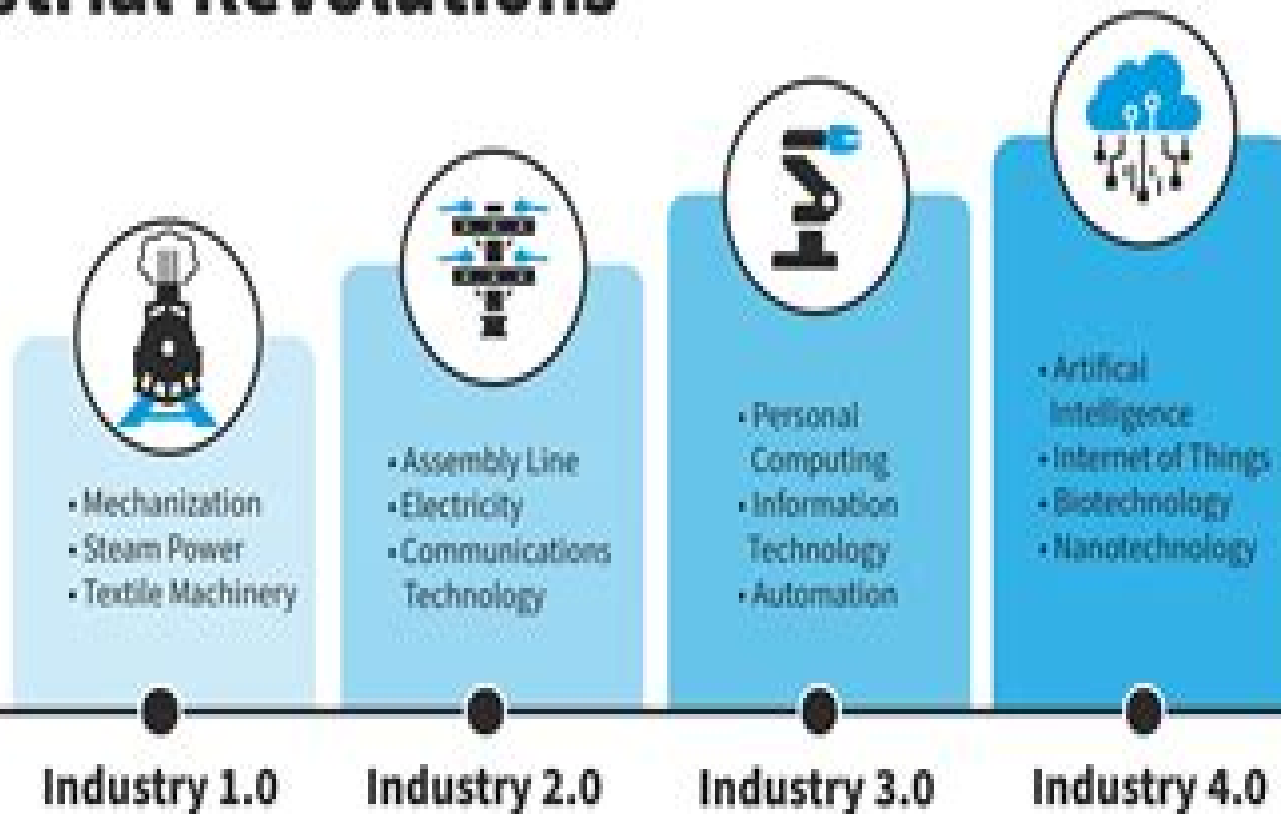 Revolutions
• Mechanization
• Steam Power
• Textile Machinery
• Assembly Line
• Electricity
• Communications
Technology
• Personal
Computing
• Information
Technology
• Automation
• Artifical
Intelligence
• Internet of Things
• Biotechnology
• Nanotechnology
Industry 1.0
Industry 2.0
Industry 3.0
Industry 4.0